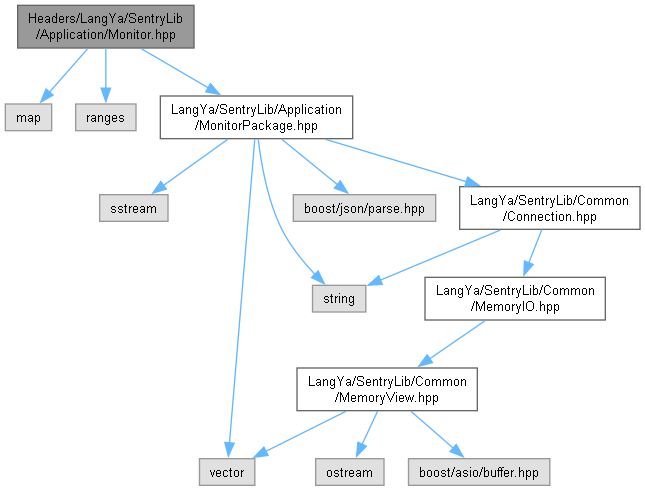 Headers/LangYa/SentryLib
/Application/Monitor.hpp
map
ranges
LangYa/SentryLib/Application
/MonitorPackage.hpp
sstream
boost/json/parse.hpp
LangYa/SentryLib/Common
/Connection.hpp
string
LangYa/SentryLib/Common
/MemoryIO.hpp
LangYa/SentryLib/Common
/MemoryView.hpp
vector
ostream
boost/asio/buffer.hpp